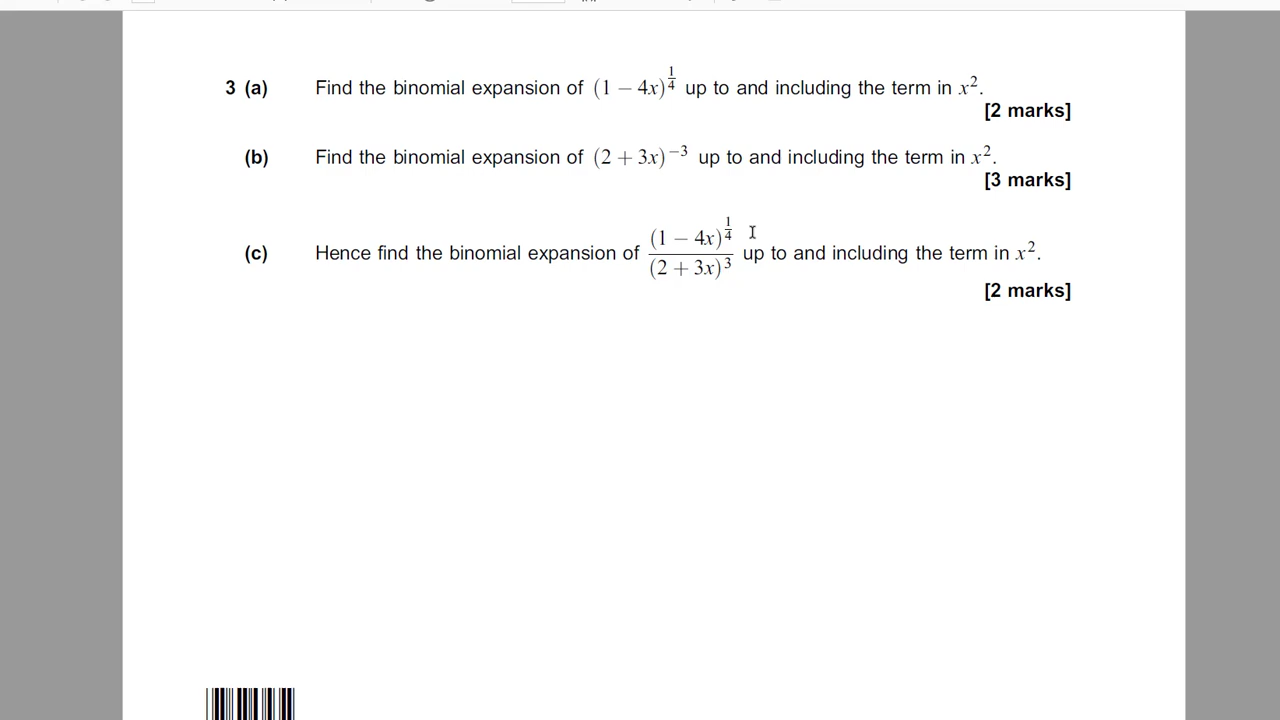 3 (a) Find the binomial expansion of (1 − 4x)^{\frac{1}{4}} up to and including the term in x².
[2 marks]
(b) Find the binomial expansion of (2 + 3x)^{−3} up to and including the term in x².
[3 marks]
(c) Hence find the binomial expansion of \frac{(1 − 4x)^{\frac{1}{4}}}{(2 + 3x)^3} up to and including the term in x².
[2 marks]